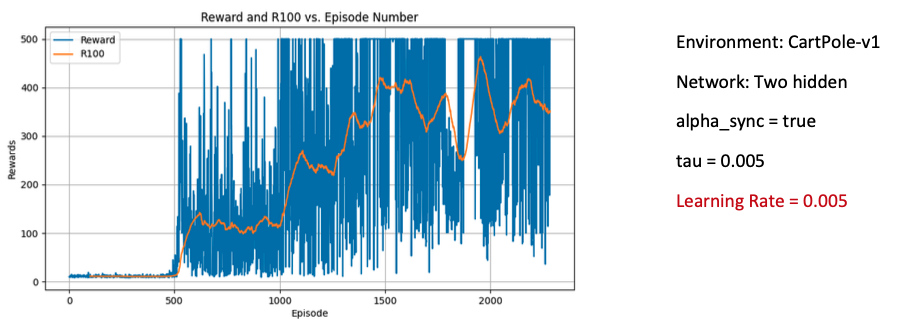 Reward and R100 vs. Episode Number
Reward
R100
500
400
300
200
100
0
Rewards
0
500
1000
1500
2000
Episode
Environment: CartPole-v1
Network: Two hidden
alpha_sync = true
tau = 0.005
Learning Rate = 0.005